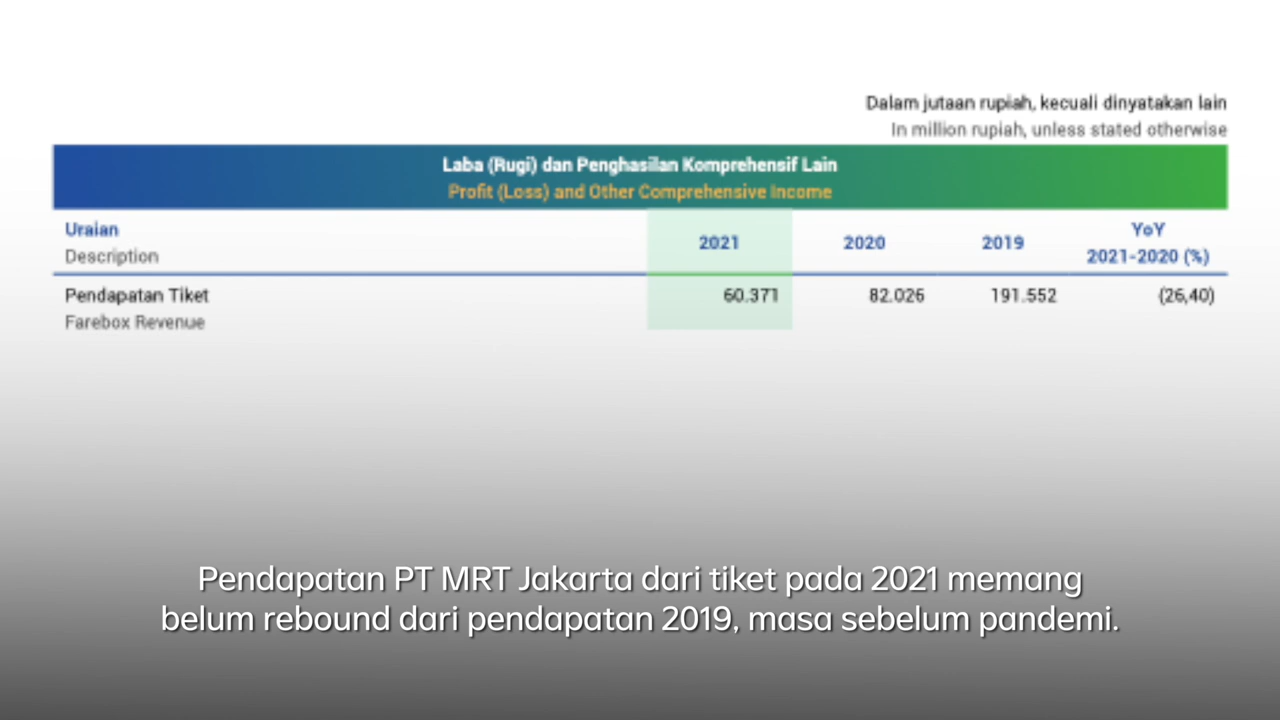 Dalam jutaan rupiah, kecuali dinyatakan lain
In million rupiah, unless stated otherwise
Laba (Rugi) dan Penghasilan Komprehensif Lain
Profit (Loss) and Other Comprehensive Income
Uraian
Description
2021
2020
2019
YoY
2021-2020 (%)
Pendapatan Tiket
Farebox Revenue
60.371
82.026
191.552
(26,40)
Pendapatan PT MRT Jakarta dari tiket pada 2021 memang
belum rebound dari pendapatan 2019, masa sebelum pandemi.